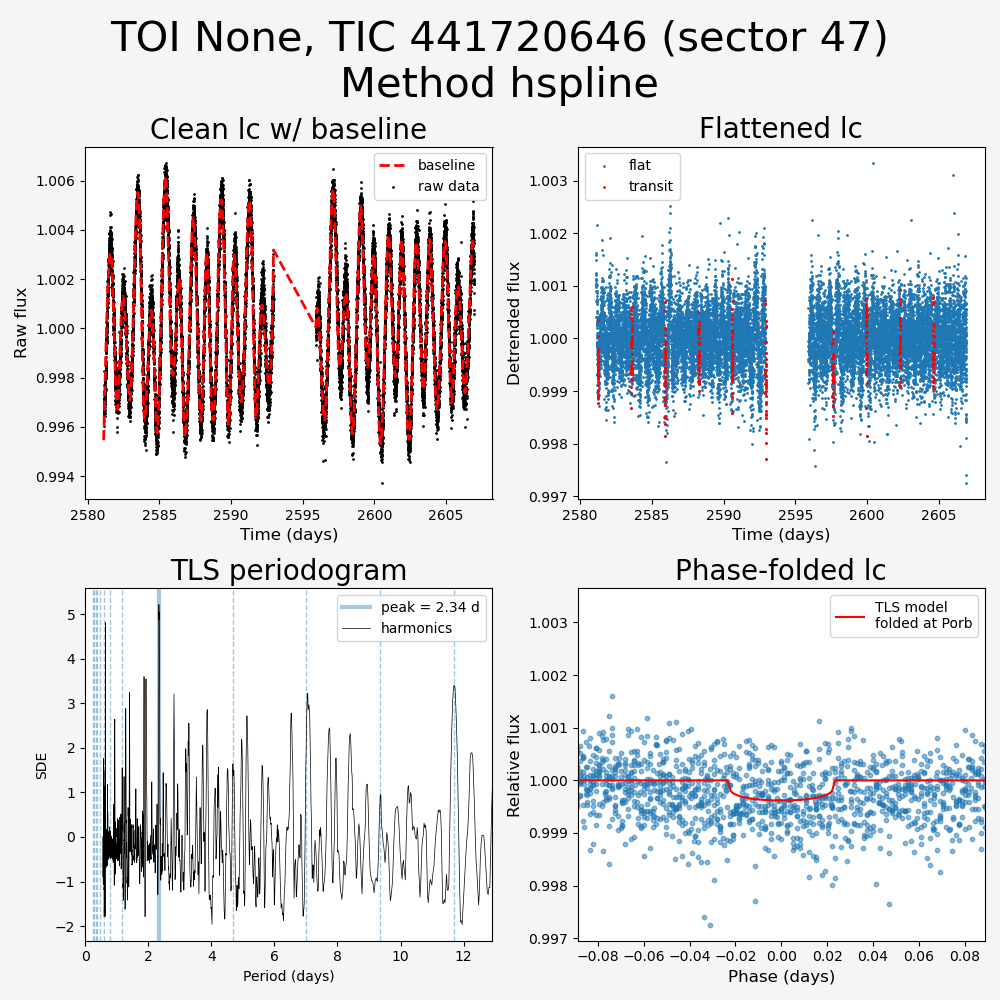 TOI None, TIC 441720646 (sector 47)
Method hspline
Clean lc w/ baseline
Flattened lc
baseline
raw data
flat
transit
Raw flux
1.006
1.004
1.002
1.000
0.998
0.996
0.994
2580 2585 2590 2595 2600 2605
Time (days)
Detrended flux
1.003
1.002
1.001
1.000
0.999
0.998
0.997
2580 2585 2590 2595 2600 2605
Time (days)
TLS periodogram
Phase-folded lc
peak = 2.34 d
harmonics
SDE
5
4
3
2
1
0
−1
−2
0 2 4 6 8 10 12
Period (days)
TLS model
folded at Porb
Relative flux
1.003
1.002
1.001
1.000
0.999
0.998
0.997
−0.08 −0.06 −0.04 −0.02 0.00 0.02 0.04 0.06 0.08
Phase (days)